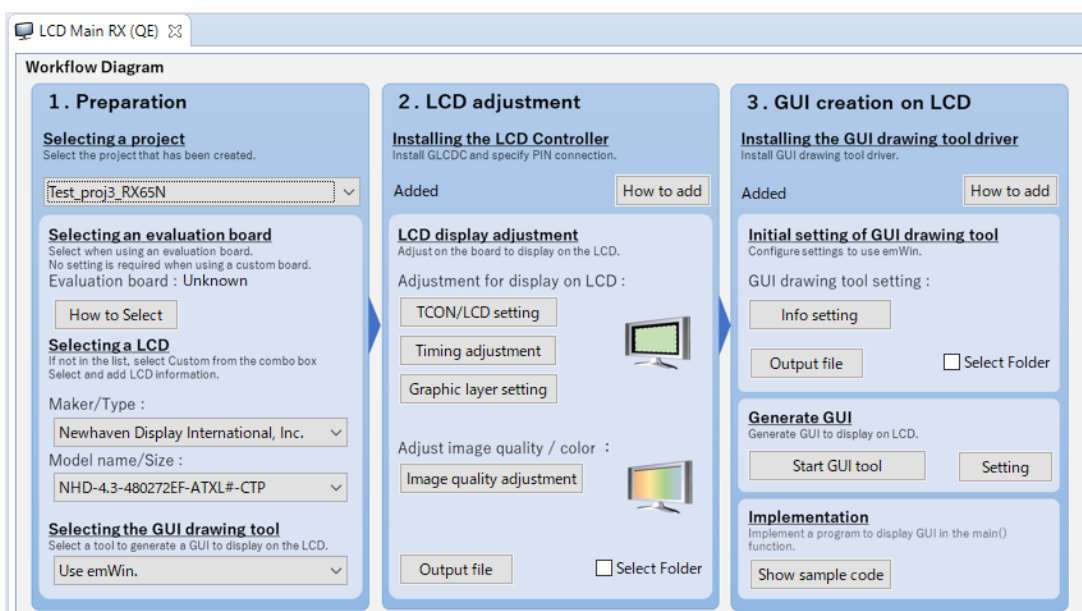 LCD Main RX (QE)
Workflow Diagram
1. Preparation
Selecting a project
Select the project that has been created.
Test_proj3_RX65N
Selecting an evaluation board
Select when using an evaluation board.
No setting is required when using a custom board.
Evaluation board : Unknown
How to Select
Selecting a LCD
If not in the list, select Custom from the combo box
Select and add LCD information.
Maker/Type :
Newhaven Display International, Inc.
Model name/Size :
NHD-4.3-480272EF-ATXL#-CTP
Selecting the GUI drawing tool
Select a tool to generate a GUI to display on the LCD.
Use emWin.
2. LCD adjustment
Installing the LCD Controller
Install GLCDC and specify PIN connection.
Added
How to add
LCD display adjustment
Adjust on the board to display on the LCD.
Adjustment for display on LCD :
TCON/LCD setting
Timing adjustment
Graphic layer setting
Adjust image quality / color :
Image quality adjustment
Output file
Select Folder
3. GUI creation on LCD
Installing the GUI drawing tool driver
Install GUI drawing tool driver.
Added
How to add
Initial setting of GUI drawing tool
Configure settings to use emWin.
GUI drawing tool setting :
Info setting
Output file
Select Folder
Generate GUI
Generate GUI to display on LCD.
Start GUI tool
Setting
Implementation
Implement a program to display GUI in the main()
function.
Show sample code